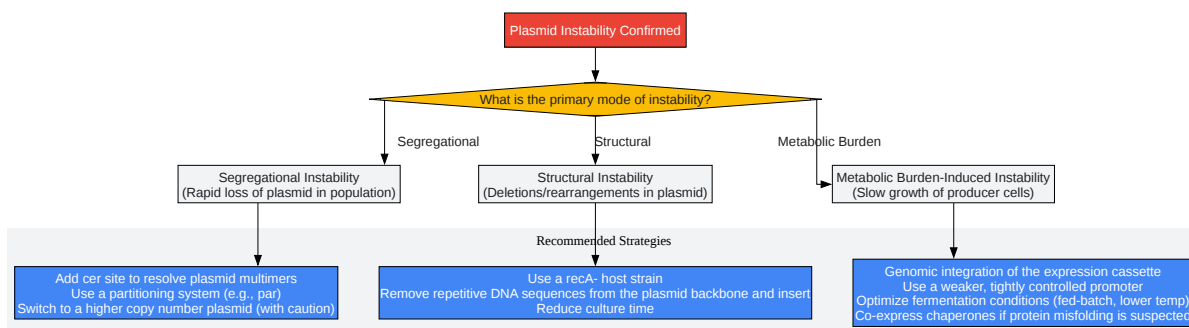 Plasmid Instability Confirmed
What is the primary mode of instability?
Segregational
Structural
Metabolic Burden
Segregational Instability
(Rapid loss of plasmid in population)
Structural Instability
(Deletions/rearrangements in plasmid)
Metabolic Burden-Induced Instability
(Slow growth of producer cells)
Recommended Strategies
Add cer site to resolve plasmid multimers
Use a partitioning system (e.g., par)
Switch to a higher copy number plasmid (with caution)
Use a recA- host strain
Remove repetitive DNA sequences from the plasmid backbone and insert
Reduce culture time
Genomic integration of the expression cassette
Use a weaker, tightly controlled promoter
Optimize fermentation conditions (fed-batch, lower temp)
Co-express chaperones if protein misfolding is suspected